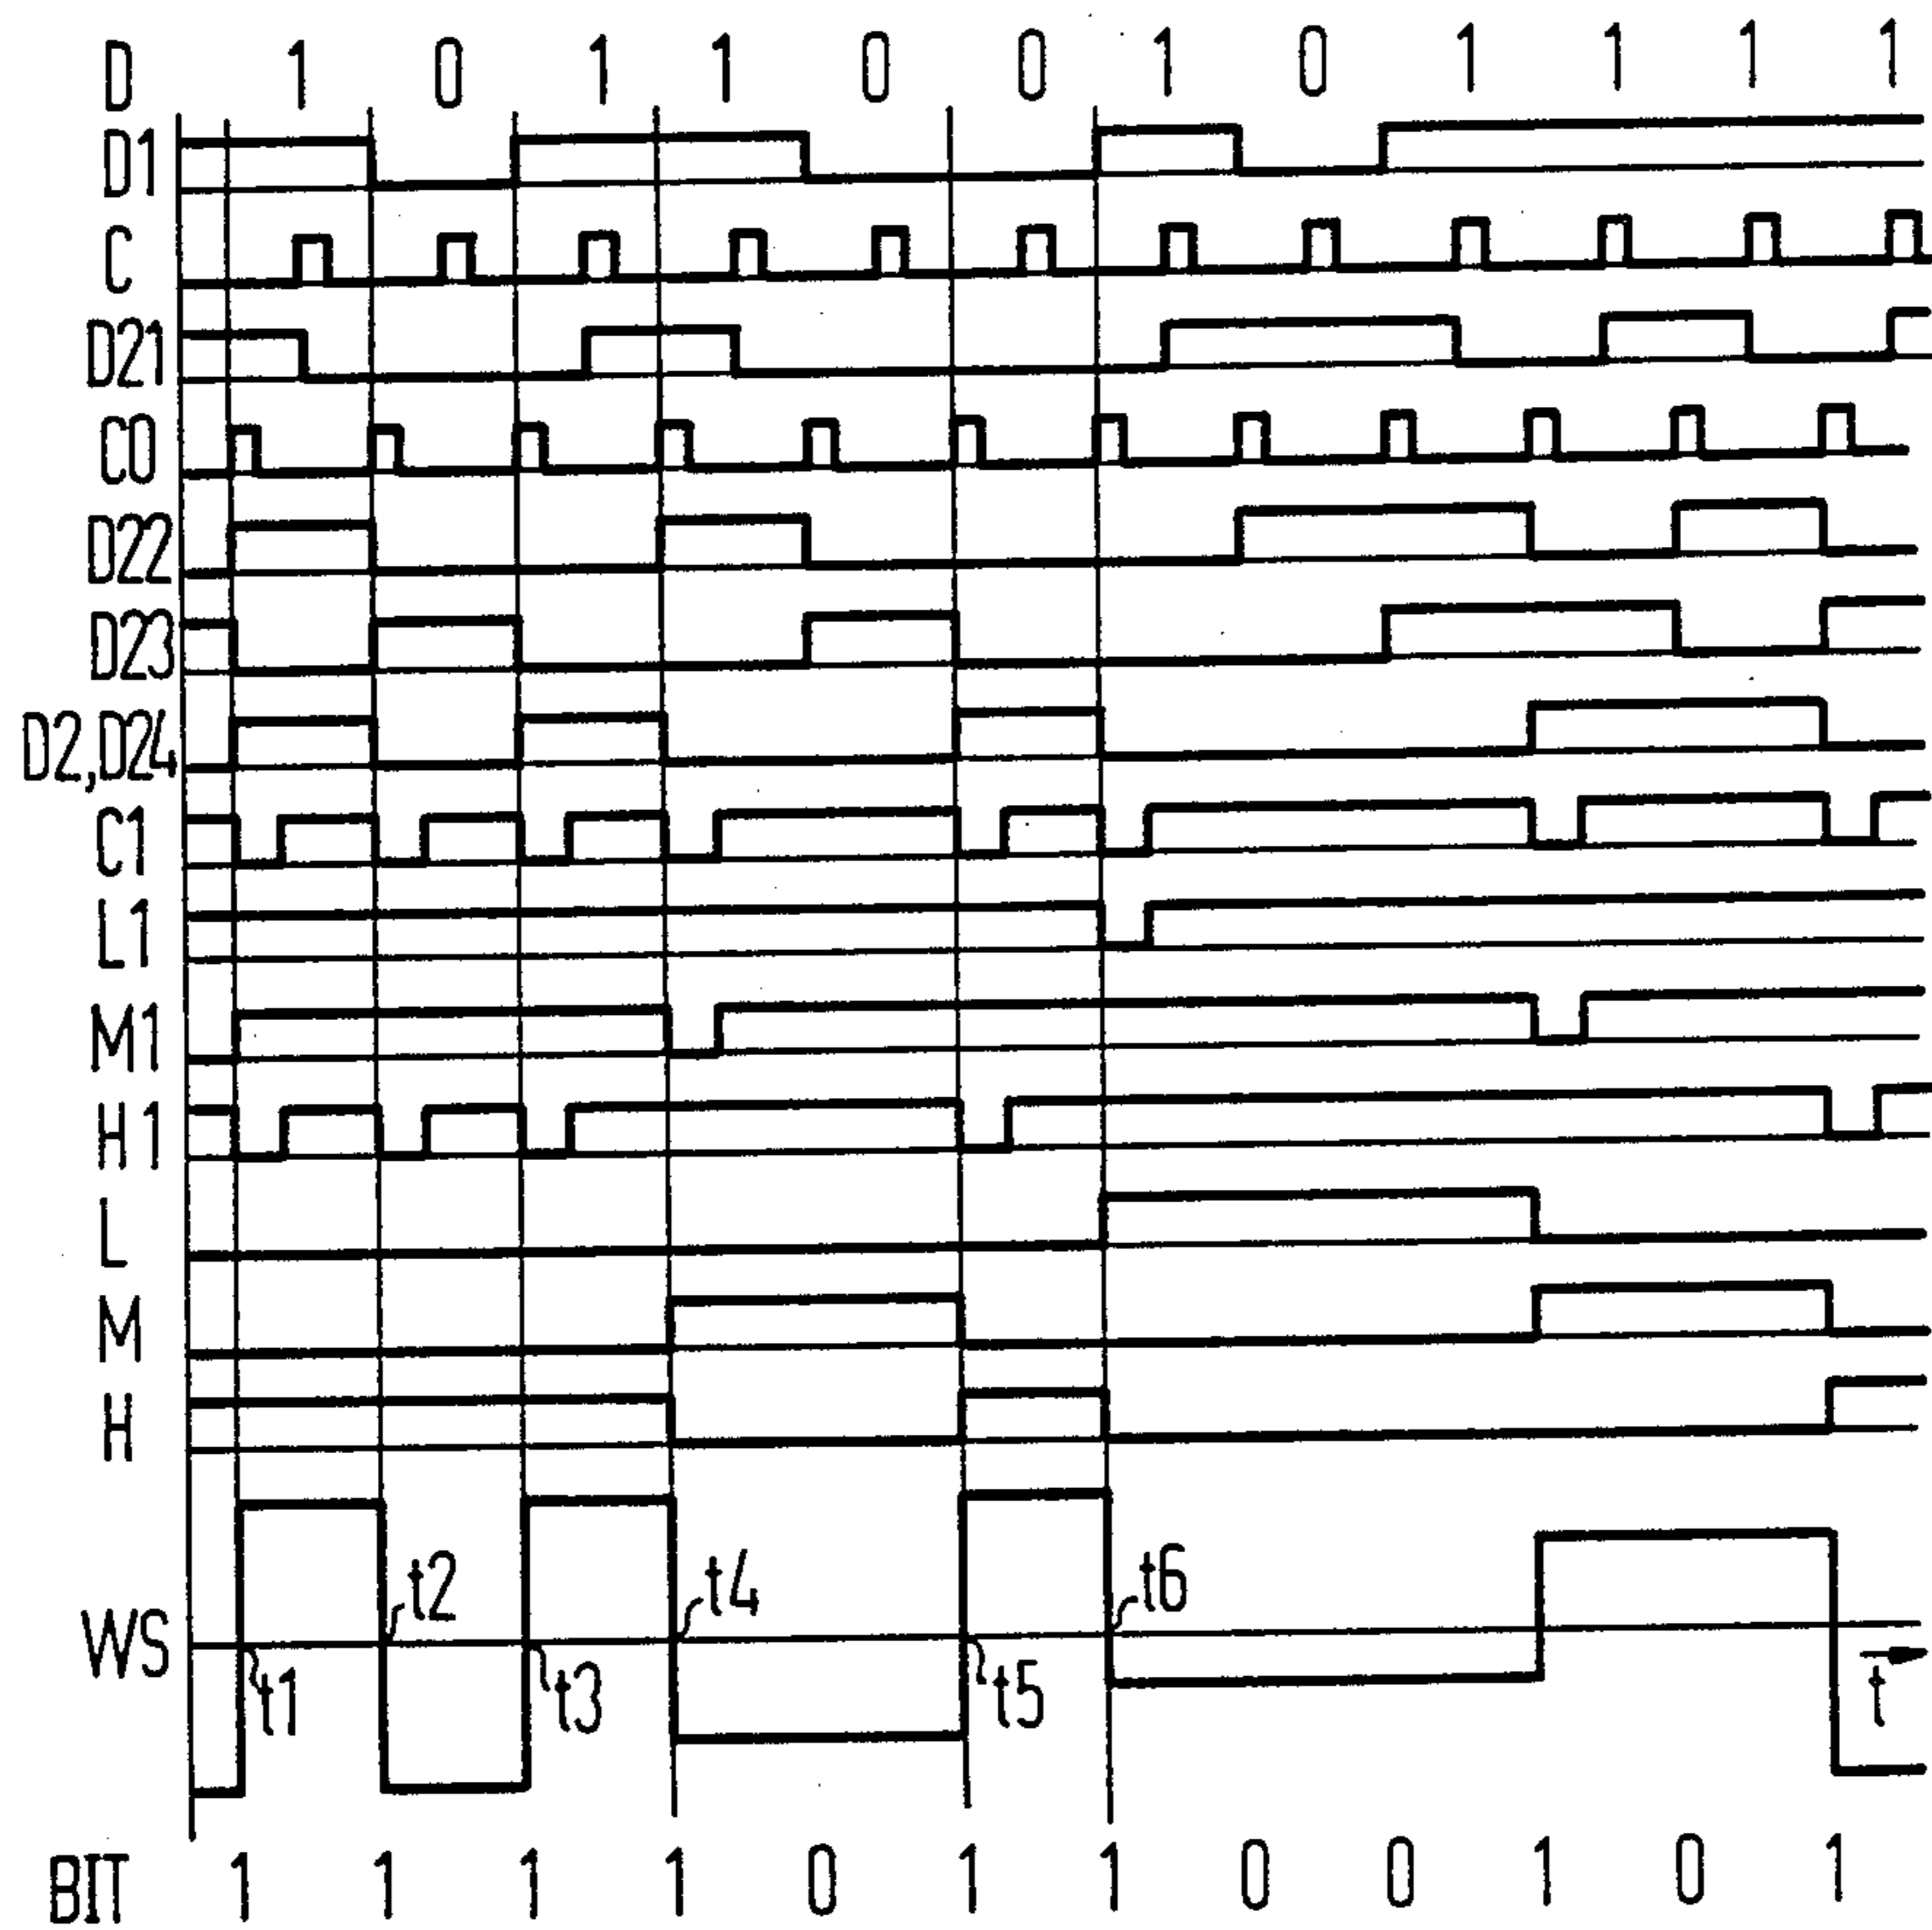 D 1 0 1 1 0 0 1 0 1 1 1 1
D1
C
D21
C0
D22
D23
D2,D24
C1
L1
M1
H1
L
M
H
WS t1 t2 t3 t4 t5 t6 t
BIT 1 1 1 1 0 1 1 0 0 1 0 1